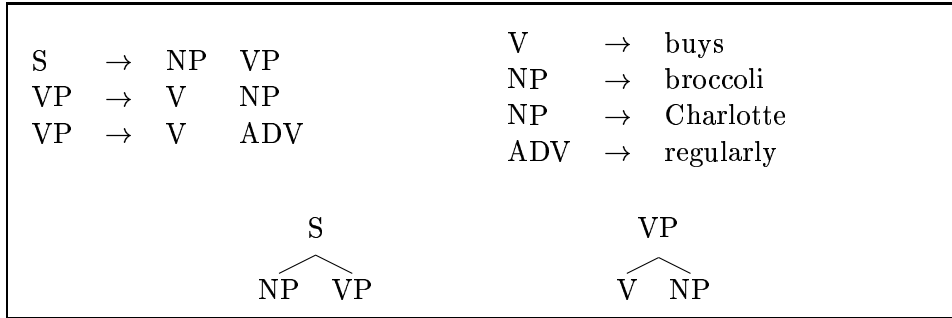 S → NP VP
VP → V NP
VP → V ADV
V → buys
NP → broccoli
NP → Charlotte
ADV → regularly
S
NP VP
VP
V NP